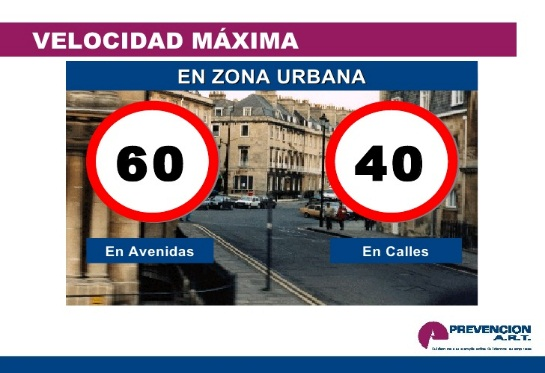 VELOCIDAD MÁXIMA
EN ZONA URBANA
60
40
En Avenidas
En Calles
PREVENCION
A.R.T.